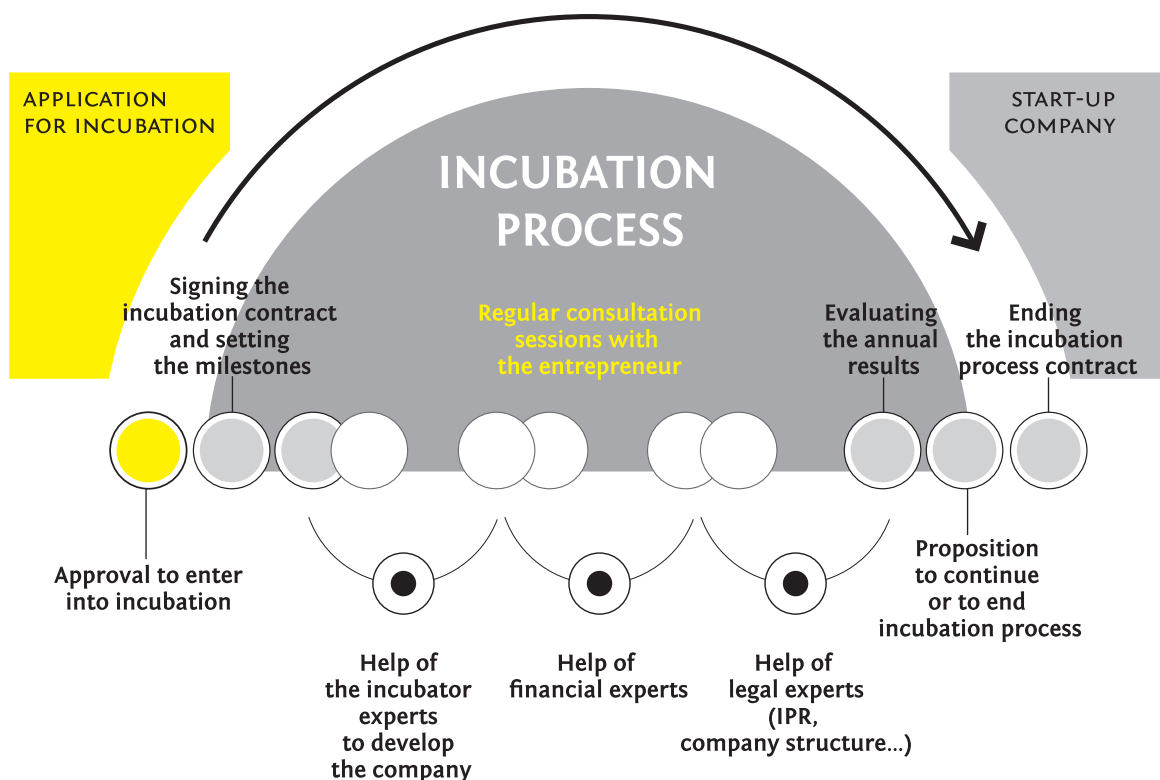 APPLICATION
FOR INCUBATION
START-UP
COMPANY
INCUBATION
PROCESS
Signing the
incubation contract
and setting
the milestones
Regular consultation
sessions with
the entrepreneur
Evaluating
the annual
results
Ending
the incubation
process contract
Approval to enter
into incubation
Proposition
to continue
or to end
incubation process
Help of
the incubator
experts
to develop
the company
Help of
financial experts
Help of
legal experts
(IPR,
company structure...)